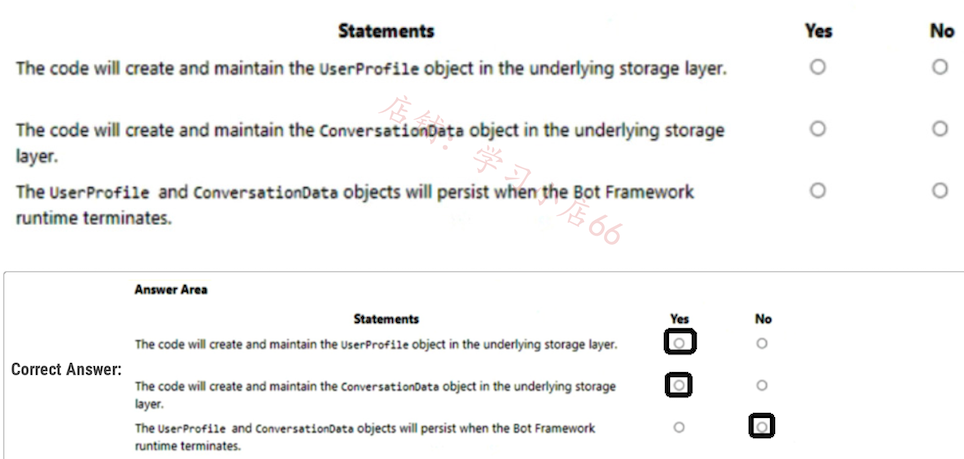 Statements Yes No
The code will create and maintain the UserProfile object in the underlying storage layer.
The code will create and maintain the ConversationData object in the underlying storage
layer.
The UserProfile and ConversationData objects will persist when the Bot Framework
runtime terminates.
店铺：学习小店66
Answer Area
Statements Yes No
The code will create and maintain the UserProfile object in the underlying storage layer.
Correct Answer:
The code will create and maintain the ConversationData object in the underlying storage
layer.
The UserProfile and ConversationData objects will persist when the Bot Framework
runtime terminates.